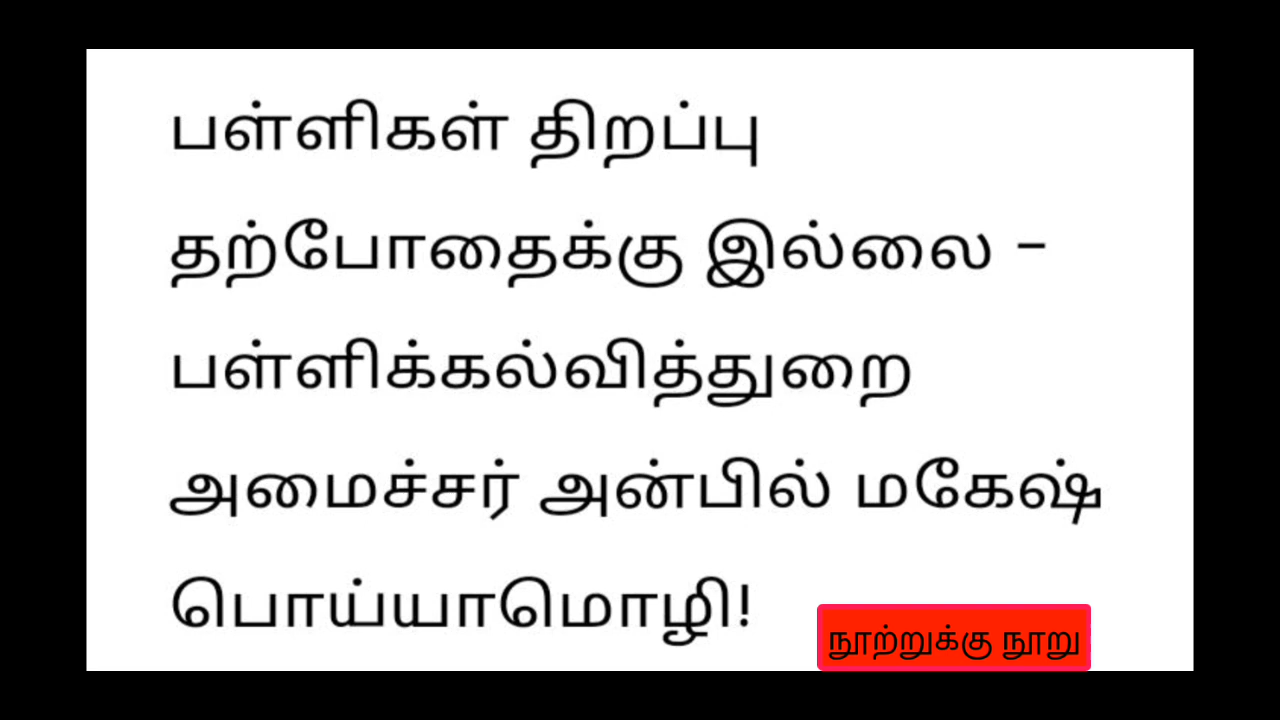 பள்ளிகள் திறப்பு
தற்போதைக்கு இல்லை -
பள்ளிக்கல்வித்துறை
அமைச்சர் அன்பில் மகேஷ்
பொய்யாமொழி!
நூற்றுக்கு நூறு